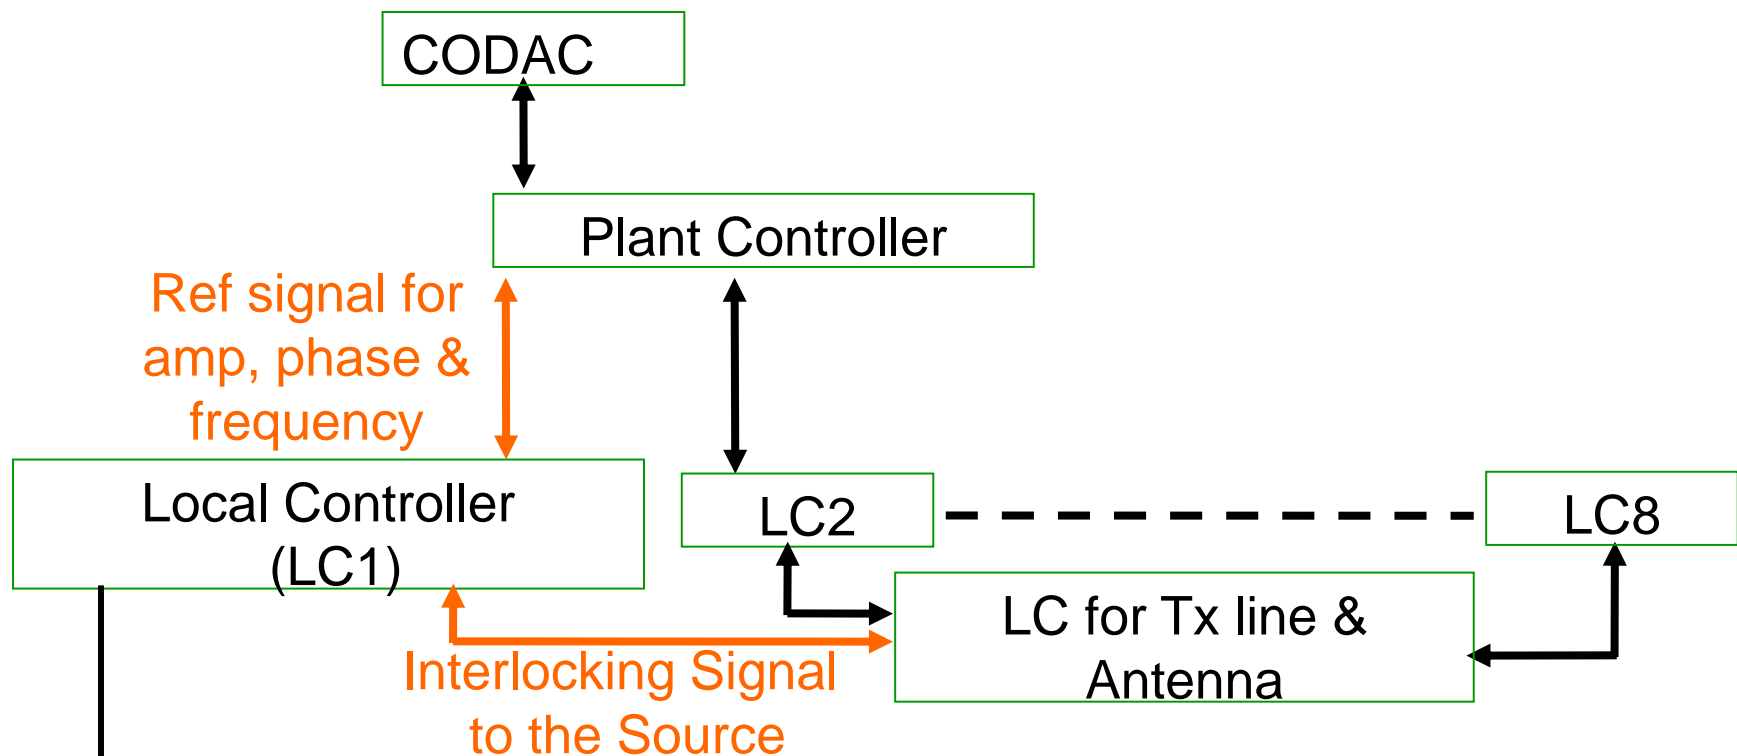 CODAC
Plant Controller
Ref signal for
amp, phase &
frequency
Local Controller
(LC1)
LC2
LC8
LC for Tx line &
Antenna
Interlocking Signal
to the Source